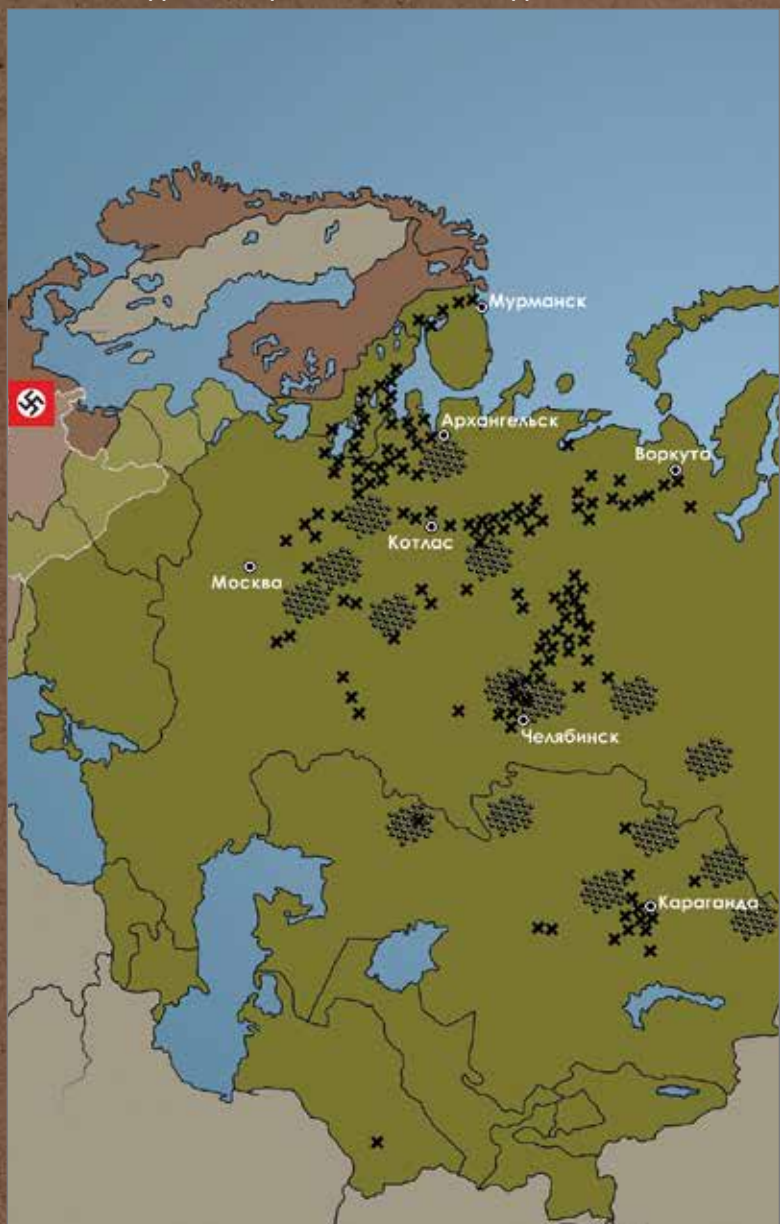 Мурманск
Архангельск
Воркута
Котлас
Москва
Челябинск
Караганда